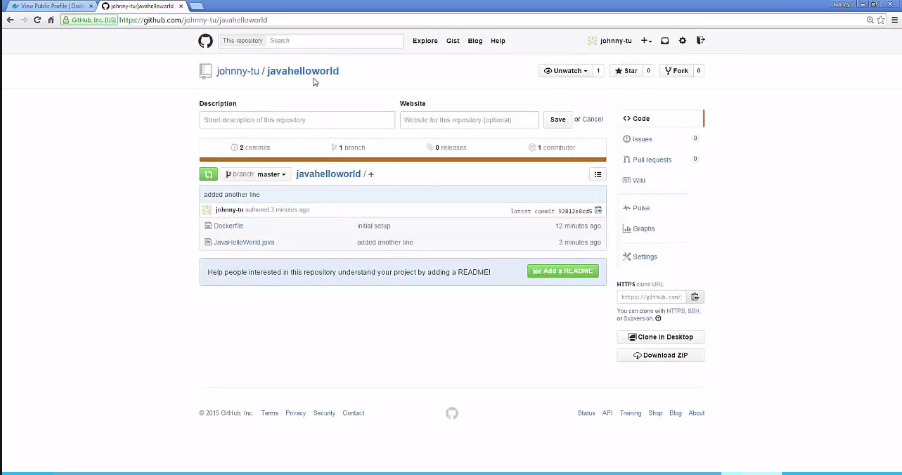 View Public Profile | Dock
johnny-tu/javahelloworld
GitHub, Inc. [US] https://github.com/johnny-tu/javahelloworld
This repository Search Explore Gist Blog Help johnny-tu
johnny-tu / javahelloworld Unwatch 1 Star 0 Fork 0
Description Website
Short description of this repository Website for this repository (optional) Save or Cancel
2 commits 1 branch 0 releases 1 contributor
branch: master javahelloworld / +
added another line
johnny-tu authored 3 minutes ago latest commit
Dockerfile initial setup 12 minutes ago
JavaHelloWorld.java added another line 3 minutes ago
Help people interested in this repository understand your project by adding a README! Add a README
Code
Issues 0
Pull requests 0
Wiki
Pulse
Graphs
Settings
HTTPS clone URL
https://github.com/
You can clone with HTTPS, SSH,
or Subversion.
Clone in Desktop
Download ZIP
© 2015 GitHub, Inc. Terms Privacy Security Contact Status API Training Shop Blog About